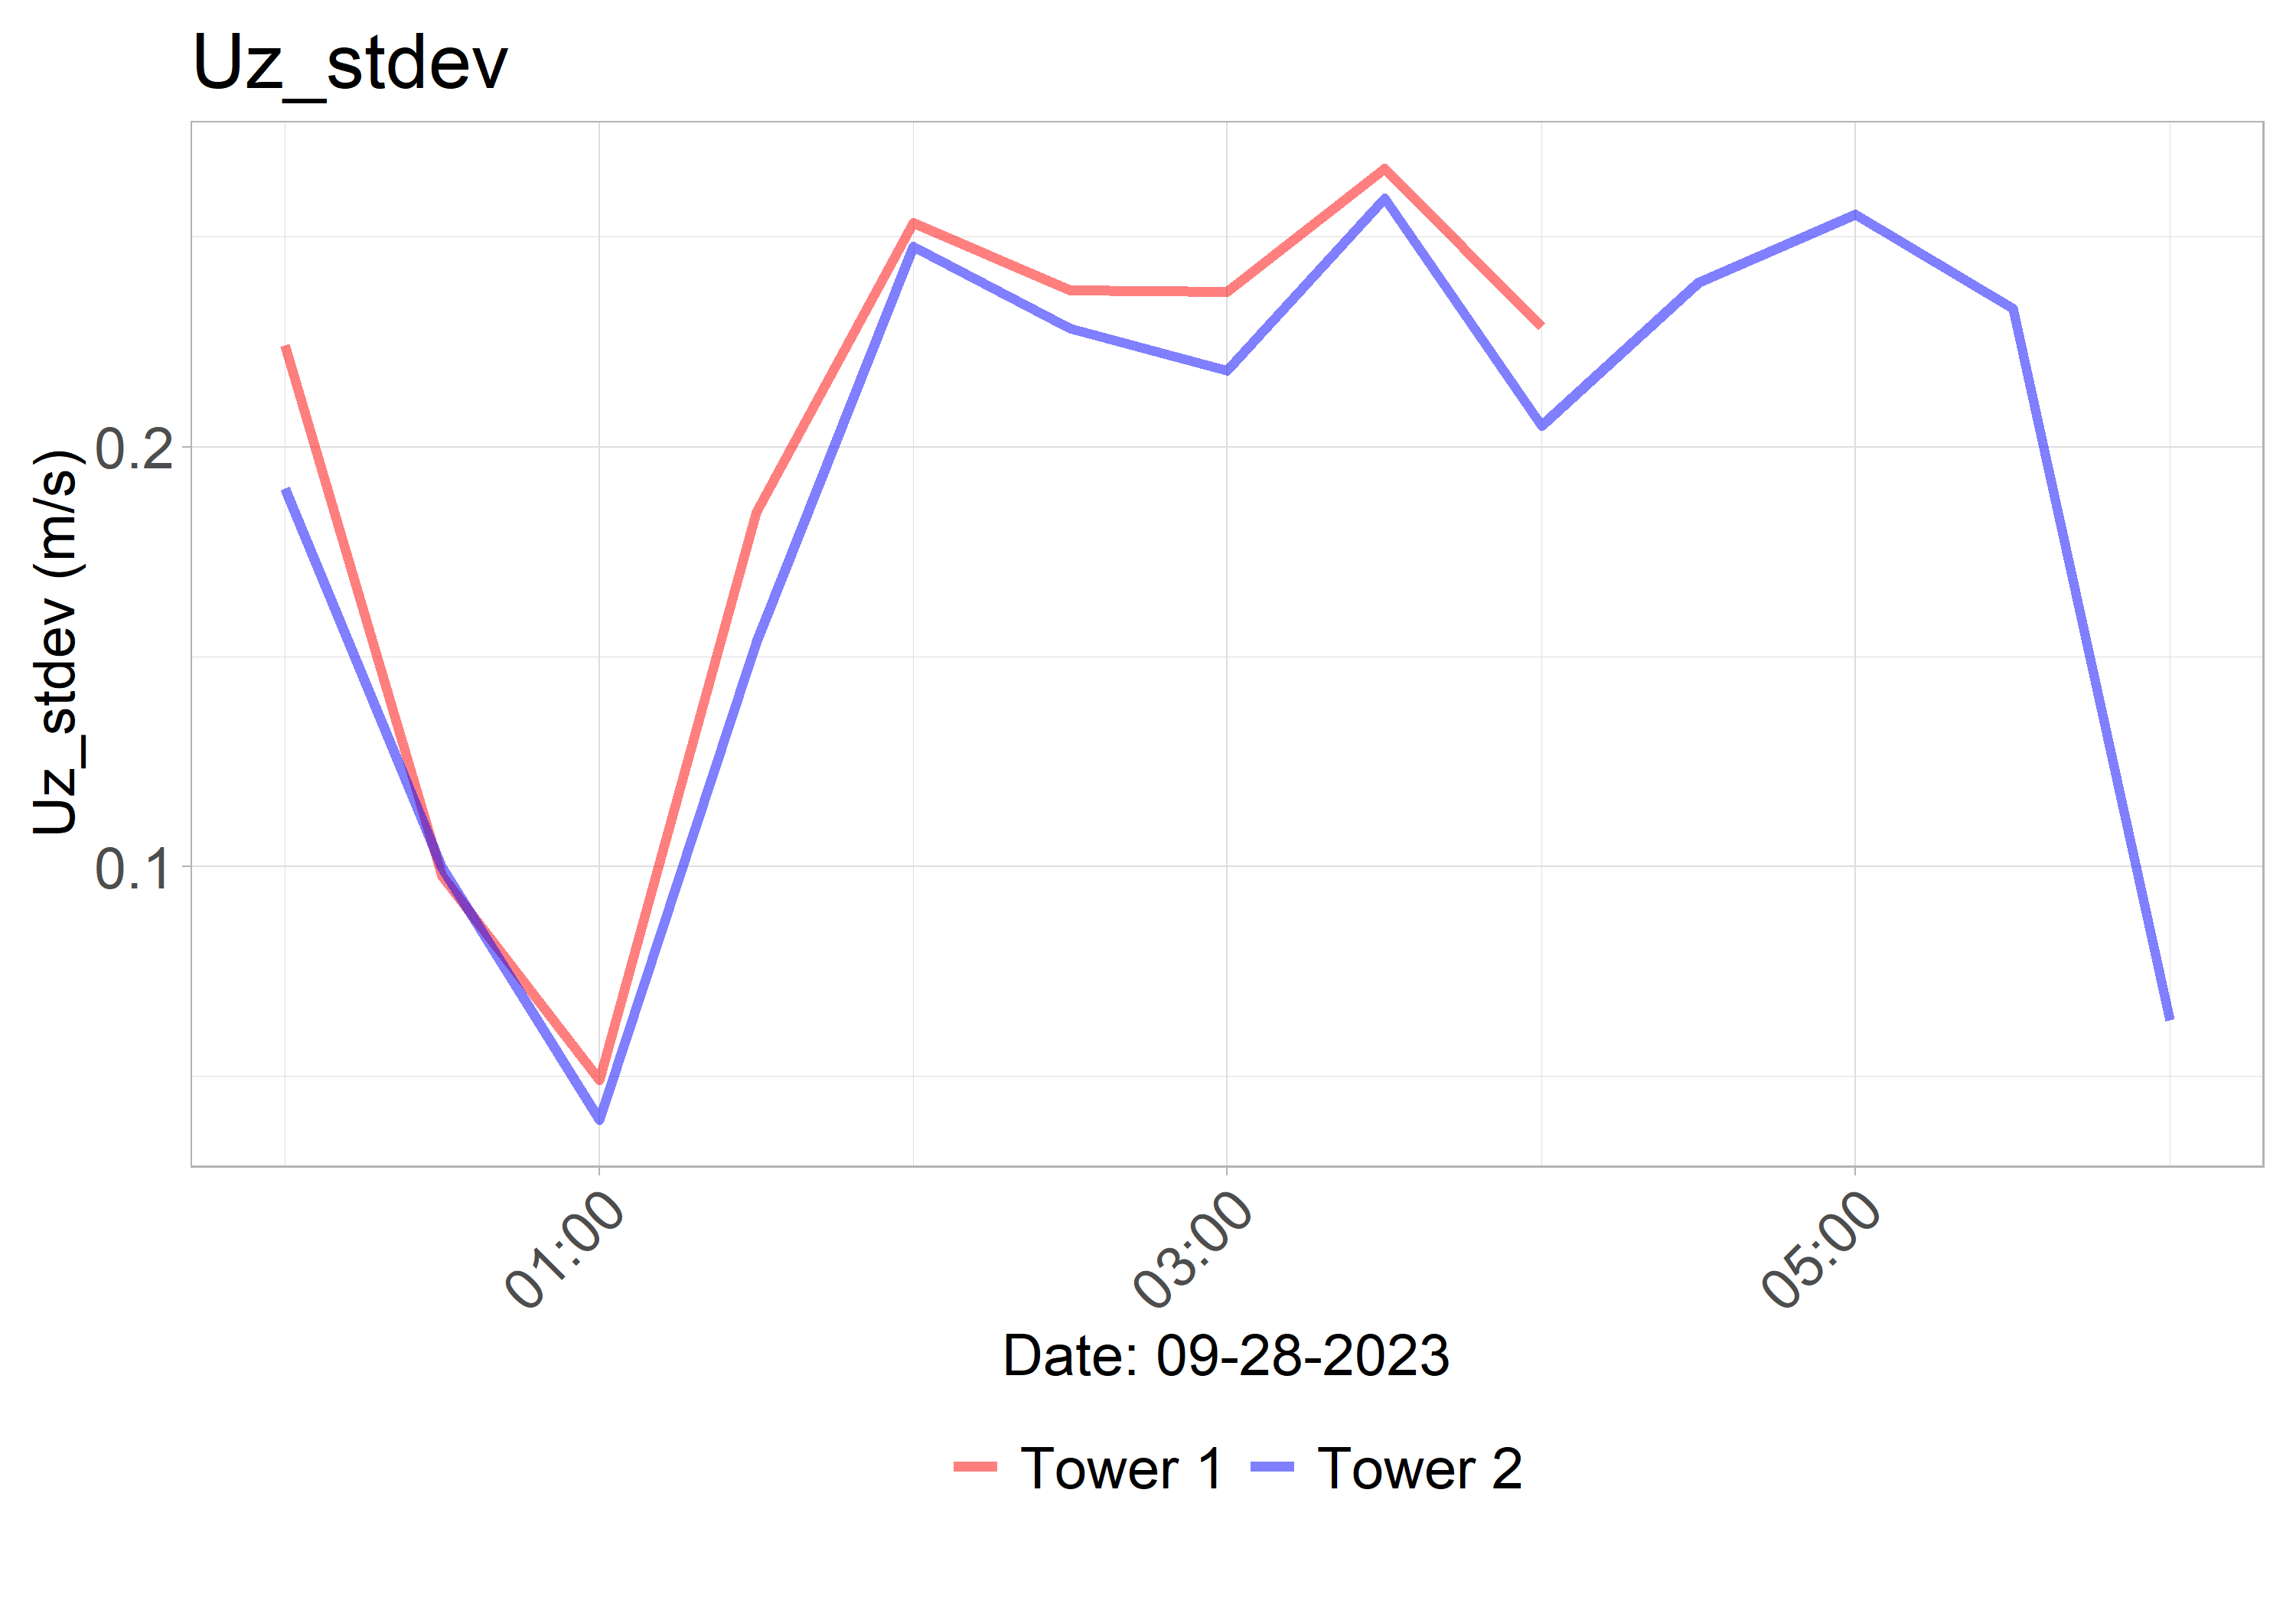 Uz_stdev
Uz_stdev (m/s)
0.2
0.1
01:00
03:00
05:00
Date: 09-28-2023
Tower 1
Tower 2